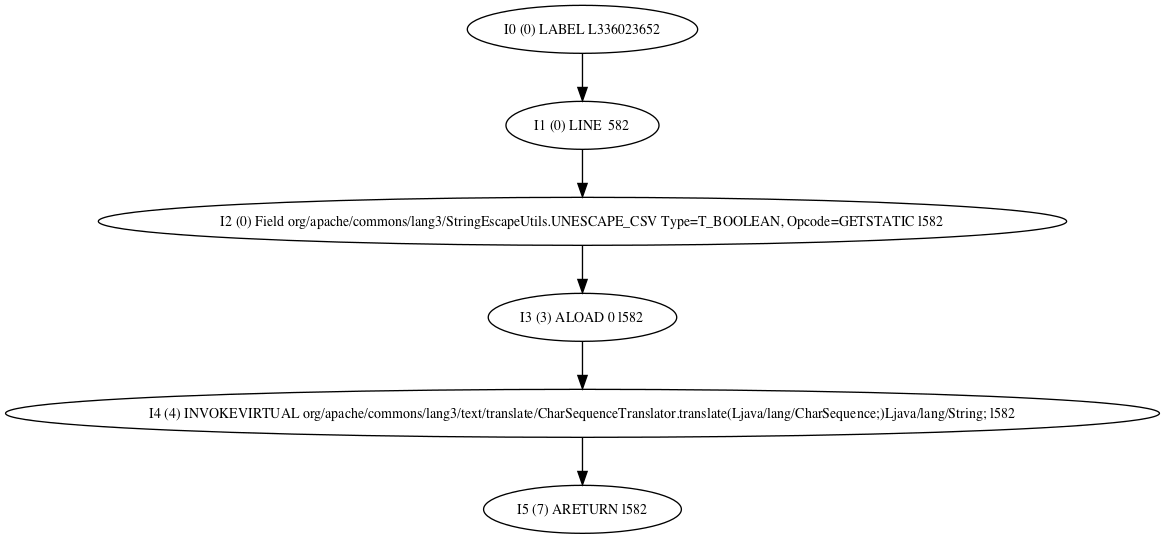 I0 (0) LABEL L336023652
I1 (0) LINE 582
I2 (0) Field org/apache/commons/lang3/StringEscapeUtils.UNESCAPE_CSV Type=T_BOOLEAN, Opcode=GETSTATIC l582
I3 (3) ALOAD 0 l582
I4 (4) INVOKEVIRTUAL org/apache/commons/lang3/text/translate/CharSequenceTranslator.translate(Ljava/lang/CharSequence;)Ljava/lang/String; l582
I5 (7) ARETURN l582